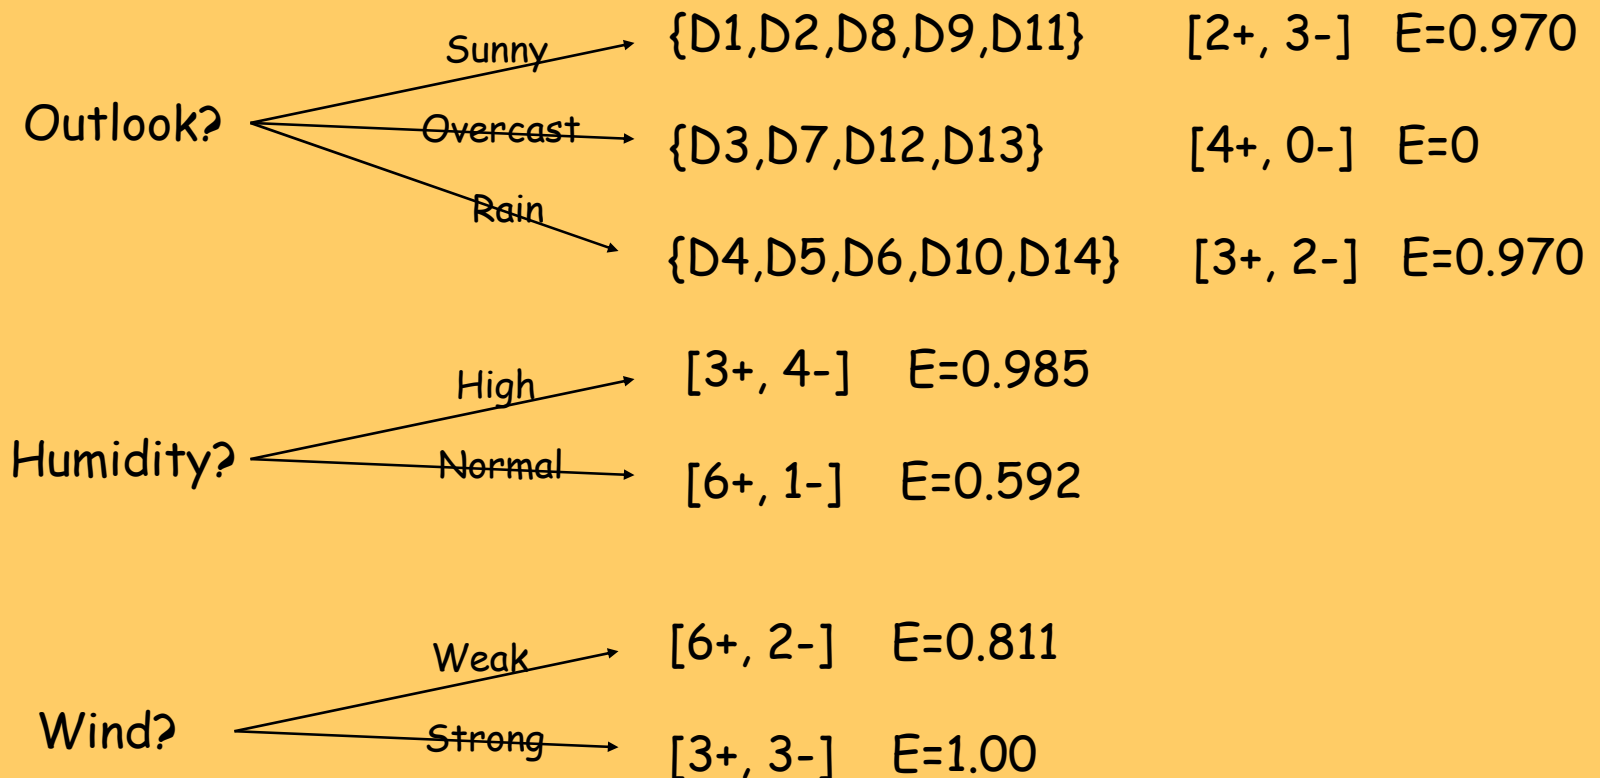 Sunny {D1,D2,D8,D9,D11} [2+, 3-] E=0.970
Outlook? Overcast {D3,D7,D12,D13} [4+, 0-] E=0
Rain
{D4,D5,D6,D10,D14} [3+, 2-] E=0.970
High [3+, 4-] E=0.985
Humidity? Normal [6+, 1-] E=0.592
Weak [6+, 2-] E=0.811
Wind? Strong [3+, 3-] E=1.00